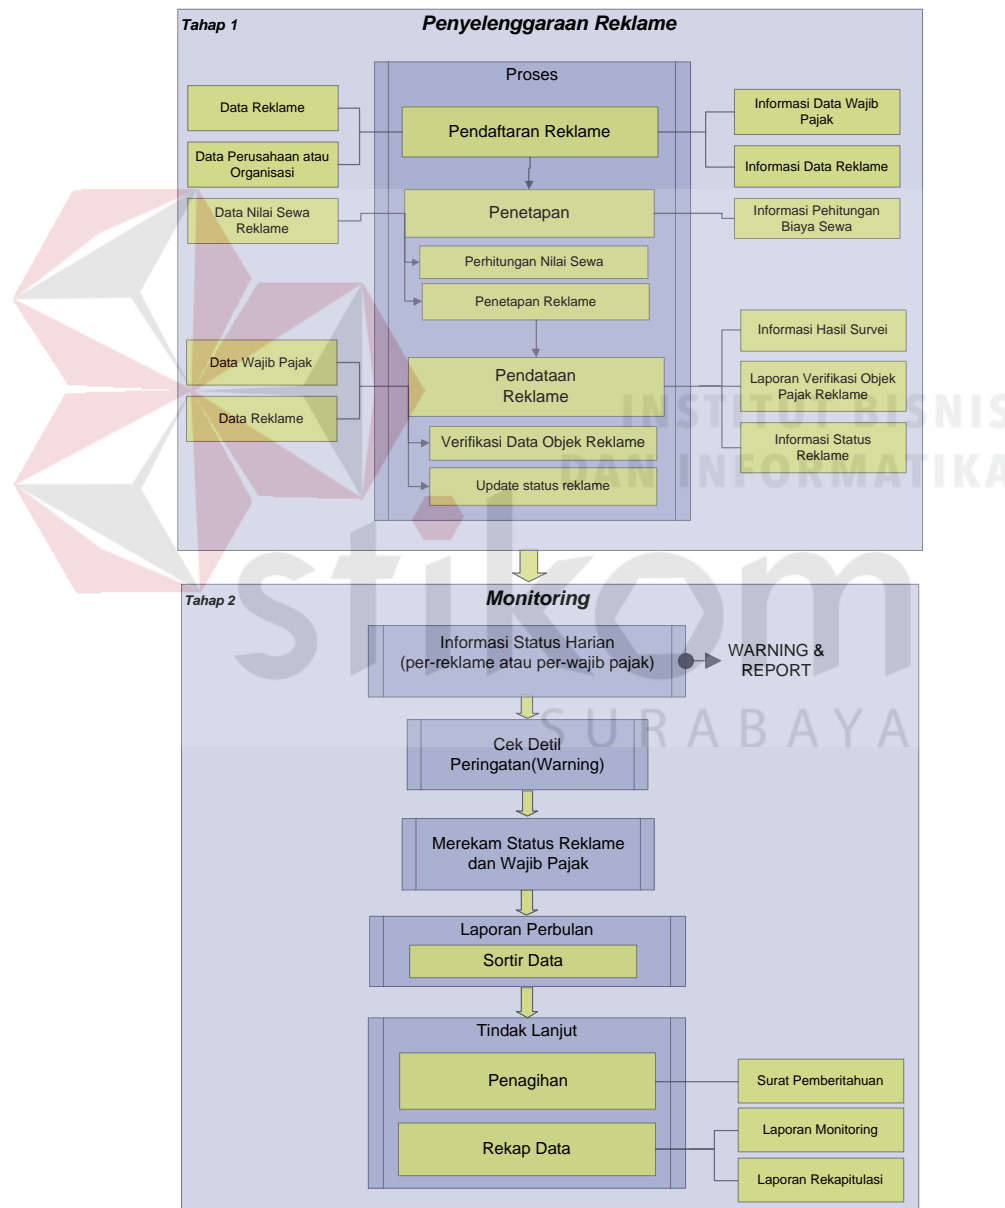 Tahap 1
Penyelenggaraan Reklame
Proses
Data Reklame
Data Perusahaan atau
Organisasi
Pendaftaran Reklame
Informasi Data Wajib
Pajak
Informasi Data Reklame
Data Nilai Sewa
Reklame
Penetapan
Informasi Pehitungan
Biaya Sewa
Perhitungan Nilai Sewa
Penetapan Reklame
Data Wajib Pajak
Data Reklame
Pendataan
Reklame
Informasi Hasil Survei
Laporan Verifikasi Objek
Pajak Reklame
Informasi Status
Reklame
Verifikasi Data Objek Reklame
Update status reklame
INSTITUT BISNIS
DAN INFORMATIKA
stikom
SURABAYA
Tahap 2
Monitoring
Informasi Status Harian
(per-reklame atau per-wajib pajak)
WARNING &
REPORT
Cek Detil
Peringatan(Warning)
Merekam Status Reklame
dan Wajib Pajak
Laporan Perbulan
Sortir Data
Tindak Lanjut
Penagihan
Surat Pemberitahuan
Rekap Data
Laporan Monitoring
Laporan Rekapitulasi